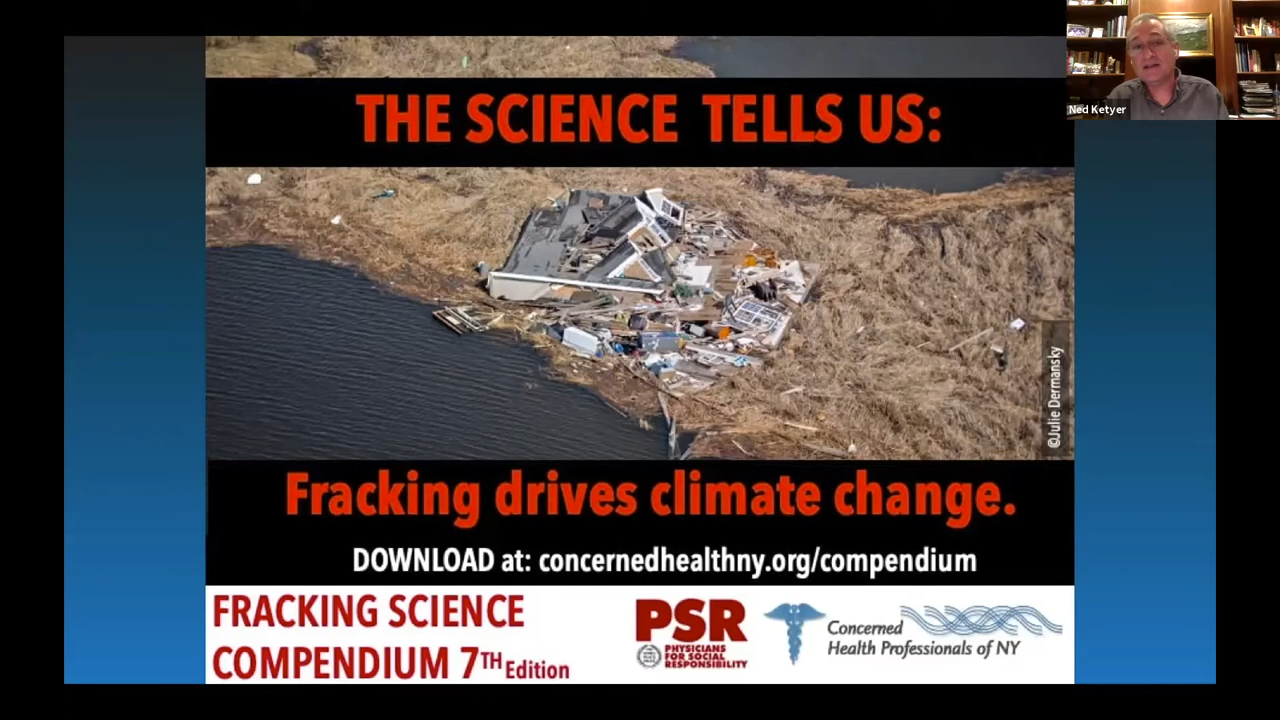 THE SCIENCE TELLS US:
Ned Ketyer
©Julie Dermansky
Fracking drives climate change.
DOWNLOAD at: concernedhealthny.org/compendium
FRACKING SCIENCE
COMPENDIUM 7TH Edition
PSR
PHYSICIANS
FOR SOCIAL
RESPONSIBILITY
Concerned
Health Professionals of NY